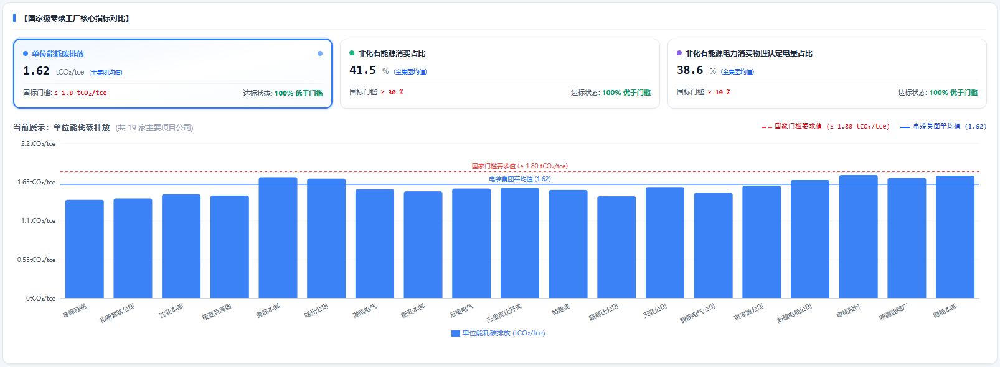 【国家级零碳工厂核心指标对比】
单位能耗碳排放
1.62 tCO₂/tce (全集团均值)
国标门槛: ≤ 1.8 tCO₂/tce 达标状态: 100% 优于门槛
非化石能源消费占比
41.5 % (全集团均值)
国标门槛: ≥ 30 % 达标状态: 100% 优于门槛
非化石能源电力消费物理认定电量占比
38.6 % (全集团均值)
国标门槛: ≥ 10 % 达标状态: 100% 优于门槛
当前展示: 单位能耗碳排放 (共 19 家主要项目公司)
国家门槛要求值 (≤ 1.80 tCO₂/tce) 电装集团平均值 (1.62)
2.2tCO₂/tce
1.65tCO₂/tce
1.1tCO₂/tce
0.55tCO₂/tce
0tCO₂/tce
国家门槛要求值 (≤ 1.80 tCO₂/tce)
电装集团平均值 (1.62)
珠峰硅钢
和新套管公司
沈变本部
康嘉互感器
鲁缆本部
曙光公司
湖南电气
衡变本部
云集电气
云集高压开关
特能建
超高压公司
天变公司
智能电气公司
京津冀公司
新疆电缆公司
德缆股份
新疆线缆厂
德缆本部
单位能耗碳排放 (tCO₂/tce)